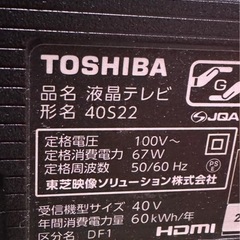 TOSHIBA
品名 液晶テレビ
形名 40S22
G
JQA
定格電圧 100V~
定格消費電力 67W
定格周波数 50/60Hz
PS
E
東芝映像ソリューション株式会社
受信機型サイズ 40V
年間消費電力量 60kWh/年
区分名 DF1
HDMI
2